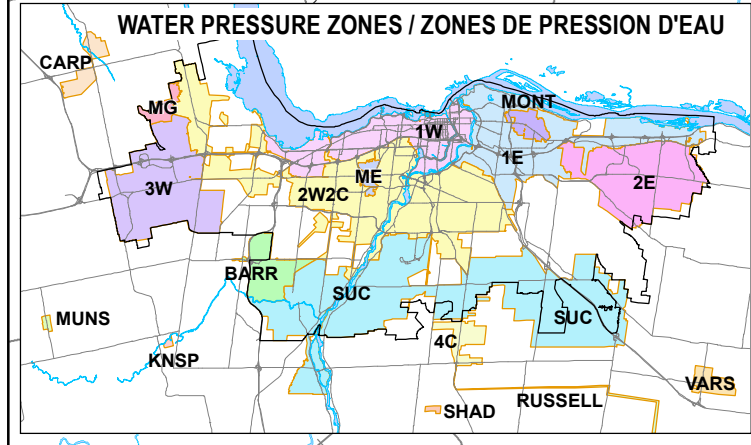 WATER PRESSURE ZONES / ZONES DE PRESSION D'EAU
CARP
MG
MONT
1W
1E
ME
3W
2W2C
2E
BARR
SUC
MUNS
SUC
4C
KNSP
VARS
RUSSELL
SHAD